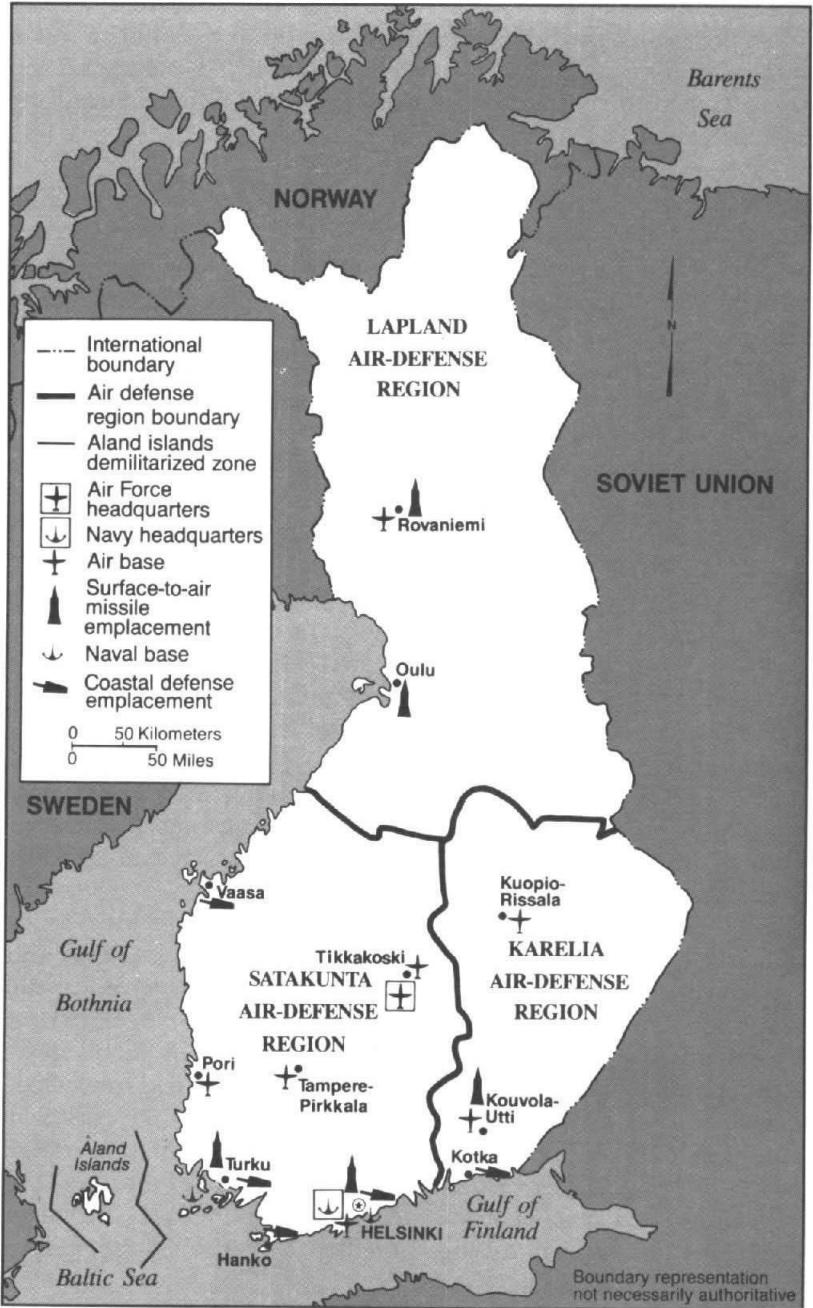 Barents
Sea
NORWAY
N
LAPLAND
AIR-DEFENSE
REGION
SOVIET UNION
International
boundary
Air defense
region boundary
Aland islands
demilitarized zone
Air Force
headquarters
Navy headquarters
Air base
Surface-to-air
missile
emplacement
Naval base
Coastal defense
emplacement
0 50 Kilometers
0 50 Miles
Rovaniemi
Oulu
SWEDEN
Vaasa
Kuopio-
Rissala
Gulf of
Bothnia
Tikkakoski
SATAKUNTA
AIR-DEFENSE
REGION
KARELIA
AIR-DEFENSE
REGION
Pori
Tampere-
Pirkkala
Kouvola-
Utti
Åland
Islands
Turku
Kotka
HELSINKI
Gulf of
Finland
Hanko
Baltic Sea
Boundary representation
not necessarily authoritative